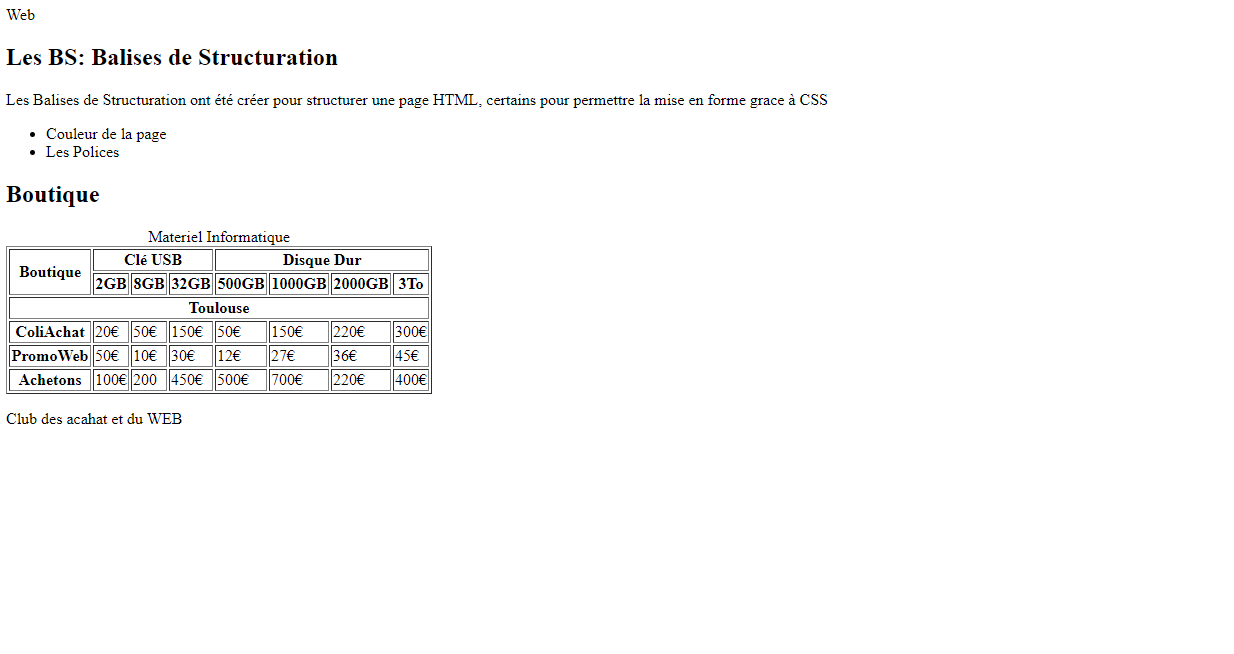 Web
Les BS: Balises de Structuration
Les Balises de Structuration ont été créer pour structurer une page HTML, certains pour permettre la mise en forme grace à CSS
Couleur de la page
Les Polices
Boutique
Materiel Informatique
Boutique Clé USB Disque Dur
2GB 8GB 32GB 500GB 1000GB 2000GB 3To
Toulouse
ColiAchat 20€ 50€ 150€ 50€ 150€ 220€ 300€
PromoWeb 50€ 10€ 30€ 12€ 27€ 36€ 45€
Achetons 100€ 200 450€ 500€ 700€ 220€ 400€
Club des acahat et du WEB